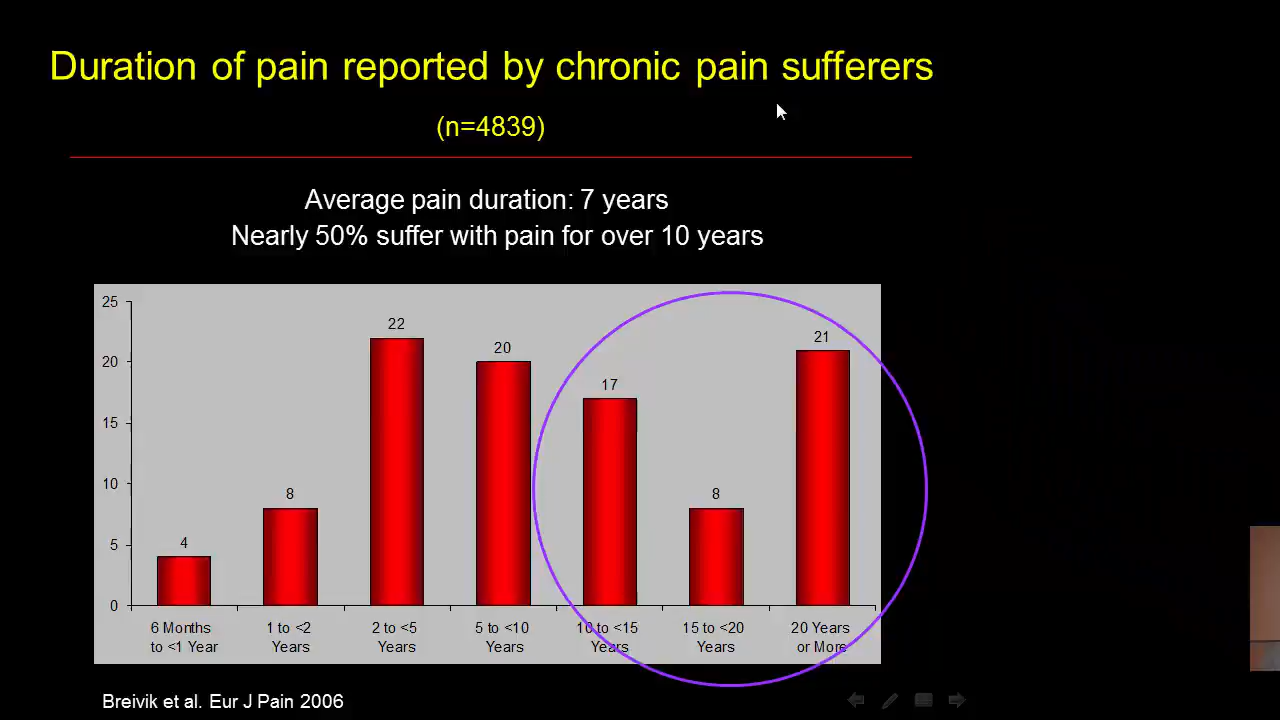 Duration of pain reported by chronic pain sufferers
(n=4839)
Average pain duration: 7 years
Nearly 50% suffer with pain for over 10 years
25
20
15
10
5
0
4
8
22
20
17
8
21
6 Months
to <1 Year
1 to <2
Years
2 to <5
Years
5 to <10
Years
10 to <15
Years
15 to <20
Years
20 Years
or More
Breivik et al. Eur J Pain 2006